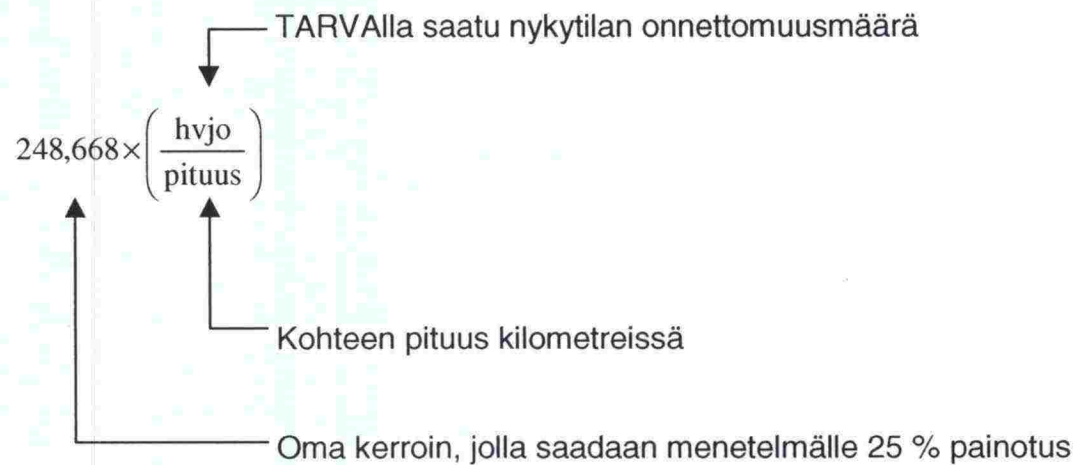 TARVAlla saatu nykytilan onnettomuusmäärä
248,668×(hvjo
pituus)
Kohteen pituus kilometreissä
Oma kerroin, jolla saadaan menetelmälle 25 % painotus